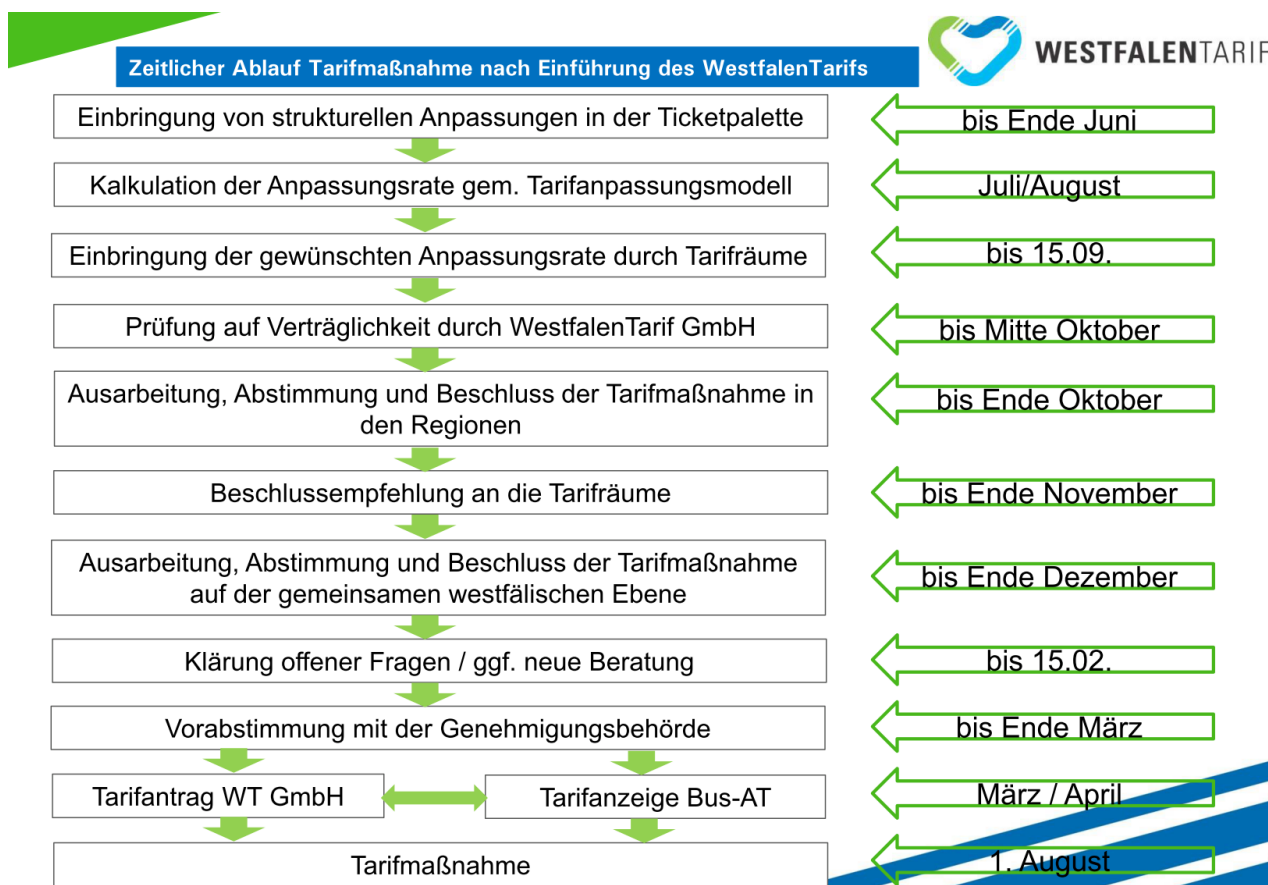 Zeitlicher Ablauf Tarifmaßnahme nach Einführung des WestfalenTarifs
WESTFALENTARIF
Einbringung von strukturellen Anpassungen in der Ticketpalette
bis Ende Juni
Kalkulation der Anpassungsrate gem. Tarifanpassungsmodell
Juli/August
Einbringung der gewünschten Anpassungsrate durch Tarifräume
bis 15.09.
Prüfung auf Verträglichkeit durch WestfalenTarif GmbH
bis Mitte Oktober
Ausarbeitung, Abstimmung und Beschluss der Tarifmaßnahme in
den Regionen
bis Ende Oktober
Beschlussempfehlung an die Tarifräume
bis Ende November
Ausarbeitung, Abstimmung und Beschluss der Tarifmaßnahme
auf der gemeinsamen westfälischen Ebene
bis Ende Dezember
Klärung offener Fragen / ggf. neue Beratung
bis 15.02.
Vorabstimmung mit der Genehmigungsbehörde
bis Ende März
Tarifantrag WT GmbH
Tarifanzeige Bus-AT
März / April
Tarifmaßnahme
1. August